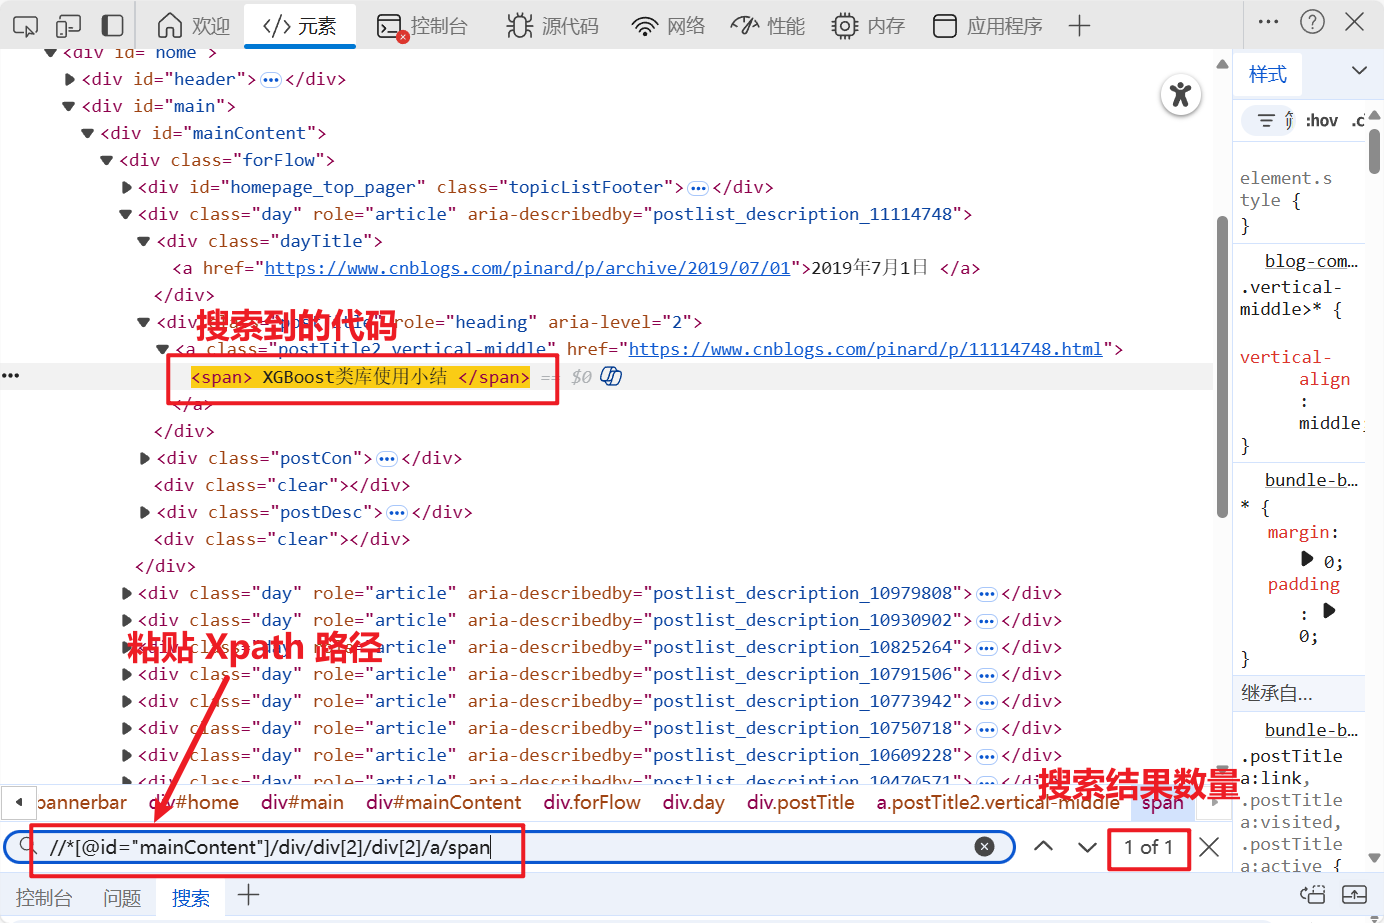 欢迎 元素 控制台 源代码 网络 性能 内存 应用程序
<div id="home">
<div id="header"> ••• </div>
<div id="main">
<div id="mainContent">
<div class="forFlow">
<div id="homepage_top_pager" class="topicListFooter"> ••• </div>
<div class="day" role="article" aria-describedby="postlist_description_11114748">
<div class="dayTitle">
<a href="https://www.cnblogs.com/pinard/p/archive/2019/07/01">2019年7月1日 </a>
</div>
搜索到的代码
<div class="postTitle" role="heading" aria-level="2">
<a class="postTitle2 vertical-middle" href="https://www.cnblogs.com/pinard/p/11114748.html">
<span> XGBoost类库使用小结 </span> == $0
</a>
</div>
<div class="postCon"> ••• </div>
<div class="clear"></div>
<div class="postDesc"> ••• </div>
<div class="clear"></div>
</div>
<div class="day" role="article" aria-describedby="postlist_description_10979808"> ••• </div>
<div class="day" role="article" aria-describedby="postlist_description_10930902"> ••• </div>
粘贴 Xpath 路径
<div class="day" role="article" aria-describedby="postlist_description_10825264"> ••• </div>
<div class="day" role="article" aria-describedby="postlist_description_10791506"> ••• </div>
<div class="day" role="article" aria-describedby="postlist_description_10773942"> ••• </div>
<div class="day" role="article" aria-describedby="postlist_description_10750718"> ••• </div>
<div class="day" role="article" aria-describedby="postlist_description_10609228"> ••• </div>
<div class="day" role="article" aria-describedby="postlist_description_10470571"> ••• </div>
搜索结果数量
bannerbar div#home div#main div#mainContent div.forFlow div.day div.postTitle a.postTitle2.vertical-middle span
//*[@id="mainContent"]/div/div[2]/div[2]/a/span
1 of 1
控制台 问题 搜索
样式
:hov .c
element.s
tyle {
}
blog-com…
.vertical-
middle>* {
vertical-
align
:
middle;
}
bundle-b…
* {
margin:
0;
padding
:
0;
}
继承自…
bundle-b…
.postTitle
a:link,
.postTitle
a:visited,
.postTitle
a:active {